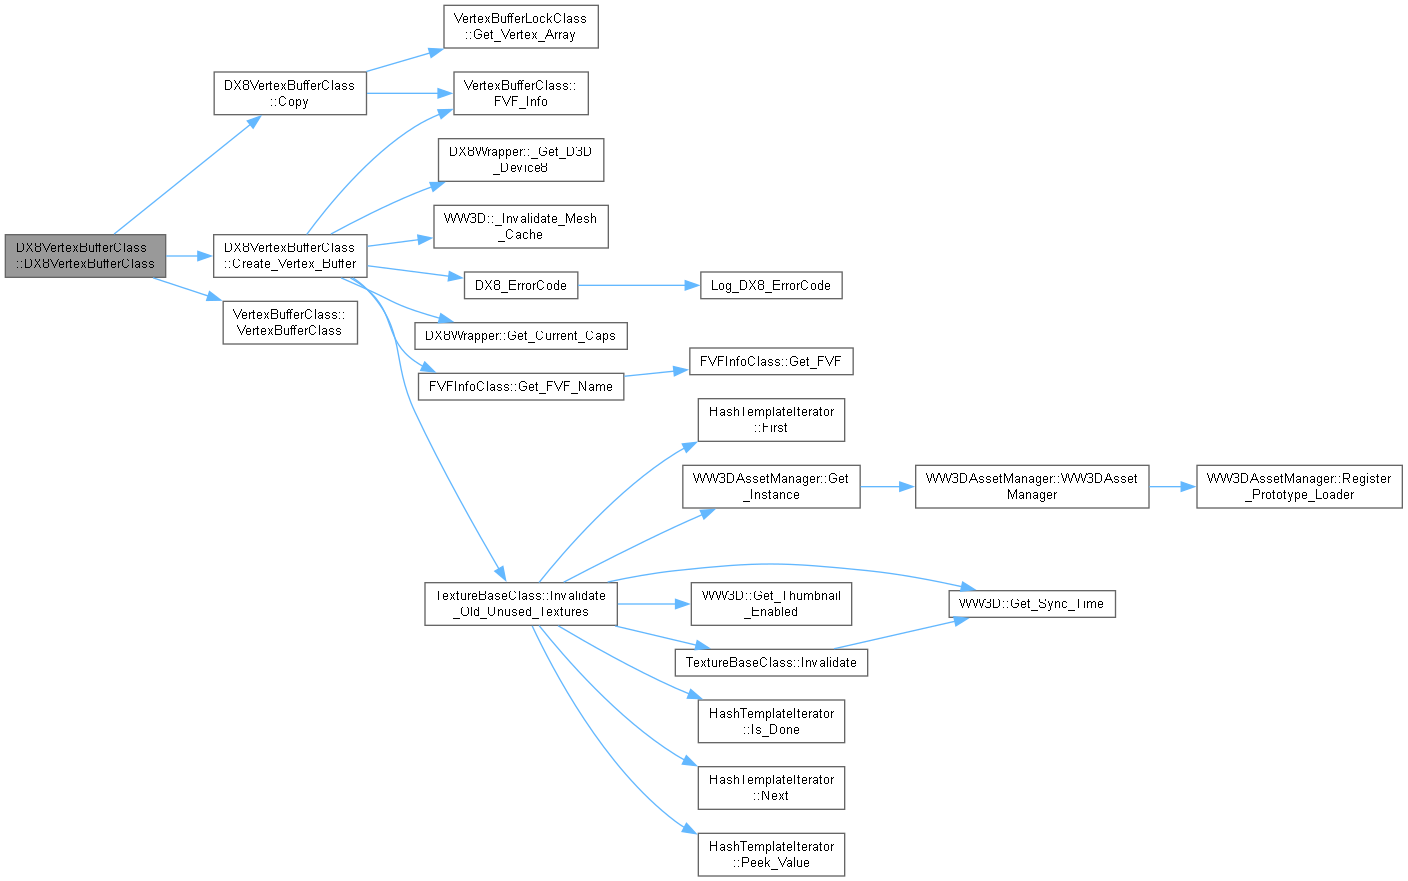 VertexBufferLockClass
::Get_Vertex_Array
DX8VertexBufferClass
::Copy
VertexBufferClass::
FVF_Info
DX8Wrapper::_Get_D3D
_Device8
WW3D::_Invalidate_Mesh
_Cache
DX8VertexBufferClass
::DX8VertexBufferClass
DX8VertexBufferClass
::Create_Vertex_Buffer
DX8_ErrorCode
Log_DX8_ErrorCode
VertexBufferClass::
VertexBufferClass
DX8Wrapper::Get_Current_Caps
FVFInfoClass::Get_FVF_Name
FVFInfoClass::Get_FVF
HashTemplateIterator
::First
WW3DAssetManager::Get
_Instance
WW3DAssetManager::WW3DAsset
Manager
WW3DAssetManager::Register
_Prototype_Loader
TextureBaseClass::Invalidate
_Old_Unused_Textures
WW3D::Get_Thumbnail
_Enabled
WW3D::Get_Sync_Time
TextureBaseClass::Invalidate
HashTemplateIterator
::Is_Done
HashTemplateIterator
::Next
HashTemplateIterator
::Peek_Value